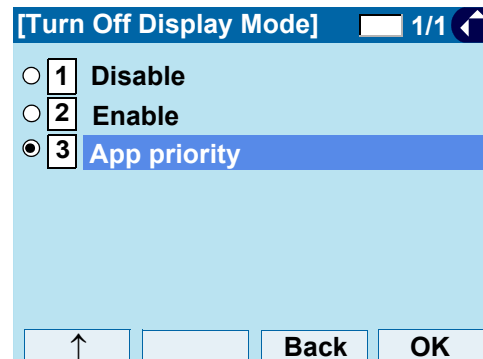 [Turn Off Display Mode] 1/1
1 Disable
2 Enable
3 App priority
↑ Back OK